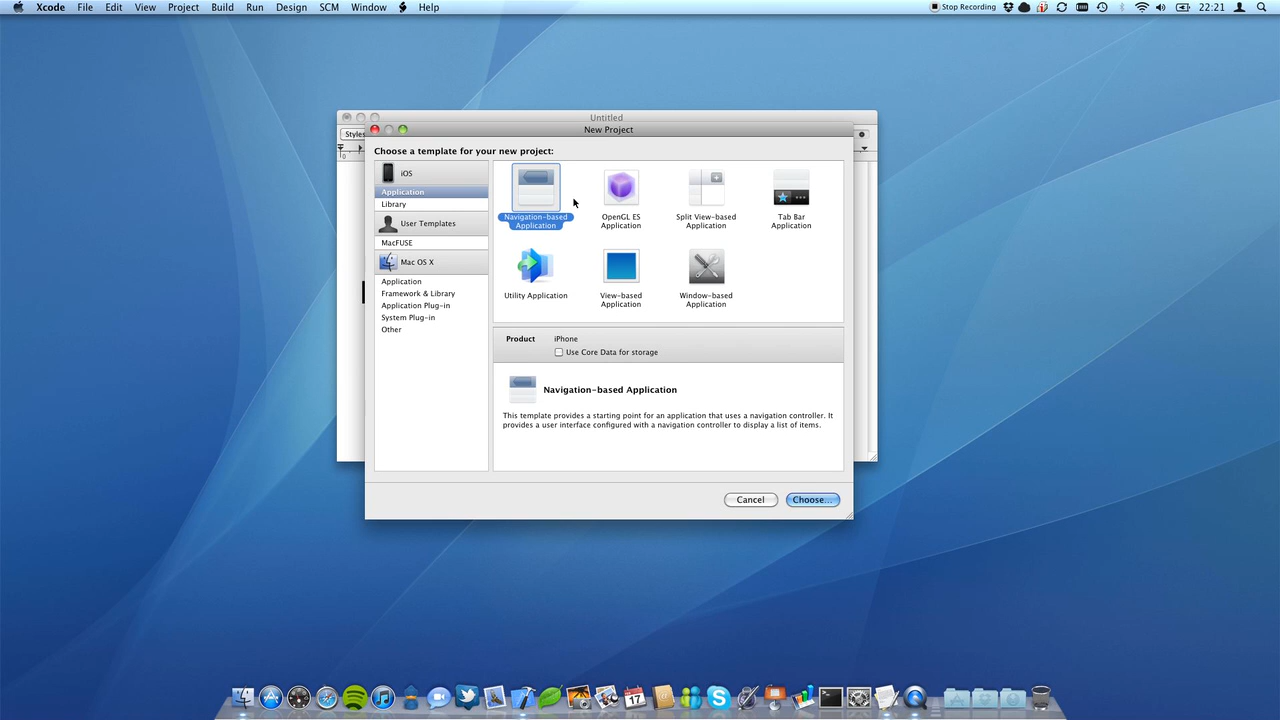 Xcode File Edit View Project Build Run Design SCM Window Help
Stop Recording 22:21
Untitled
New Project
Styles
Choose a template for your new project:
iOS
Application
Library
User Templates
MacFUSE
Mac OS X
Application
Framework & Library
Application Plug-in
System Plug-in
Other
Navigation-based
Application
OpenGL ES
Application
Split View-based
Application
Tab Bar
Application
Utility Application
View-based
Application
Window-based
Application
Product iPhone
Use Core Data for storage
Navigation-based Application
This template provides a starting point for an application that uses a navigation controller. It
provides a user interface configured with a navigation controller to display a list of items.
Cancel Choose...
17